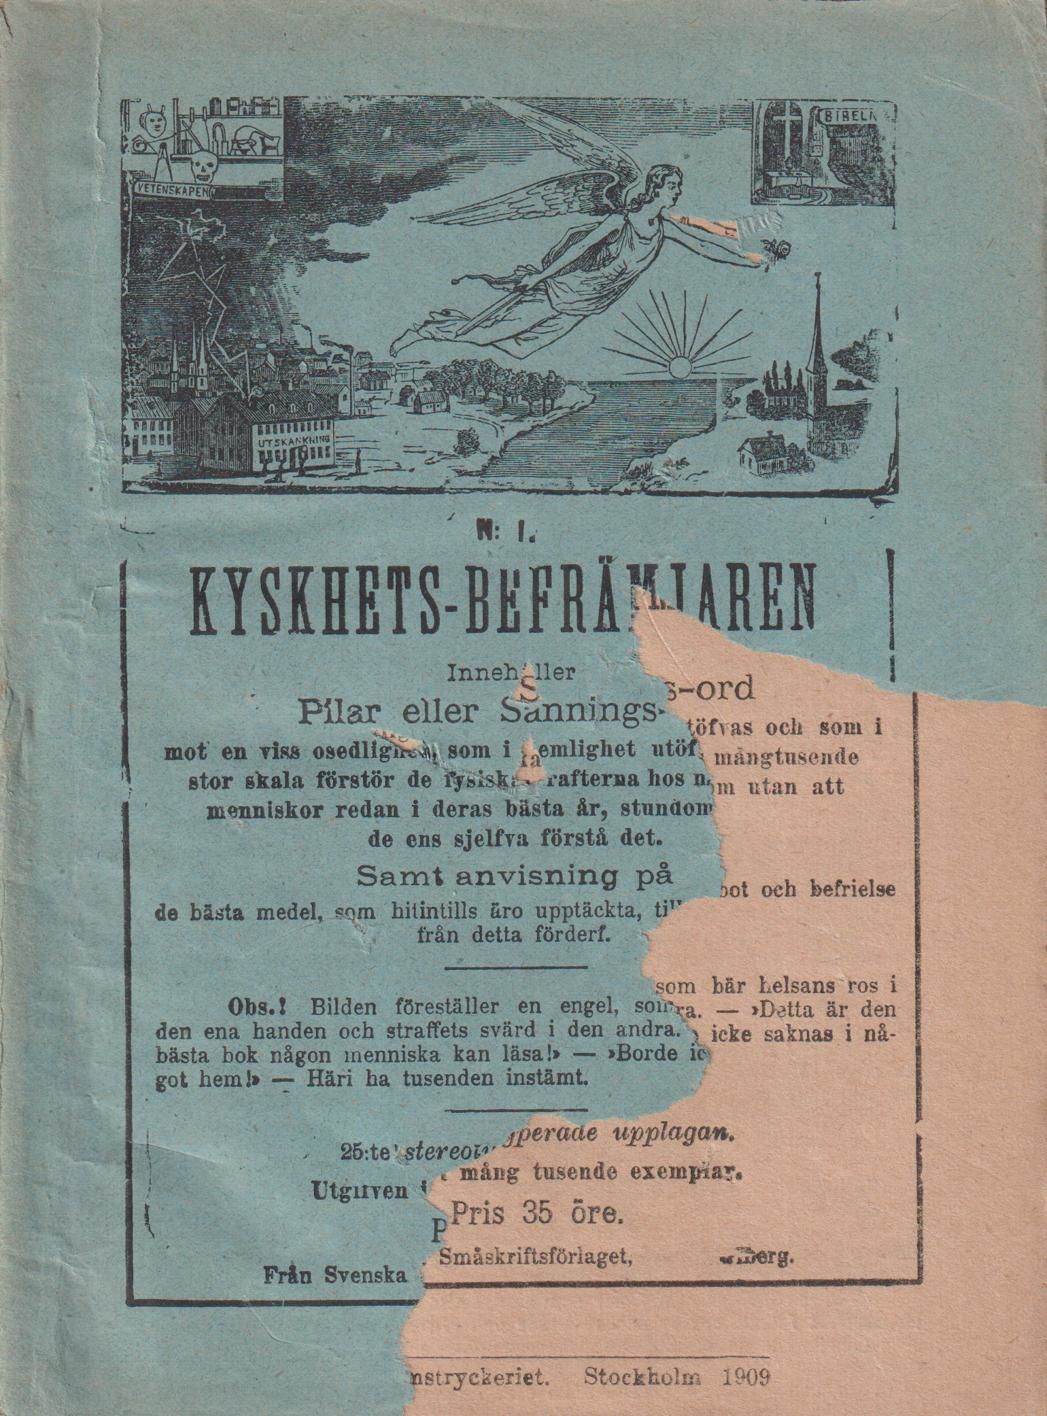 VETENSKAPEN
BIBELN
UTSKÄNKNING
N: 1.
KYSKHETS-BEFRÄMJAREN
Innehåller
Pilar eller Sannings-ord
mot en viss osedlighet, som i hemlighet utöfvas och som i
stor skala förstör de fysiska krafterna hos mångtusende
menniskor redan i deras bästa år, stundom utan att
de ens sjelfva förstå det.
Samt anvisning på
de bästa medel, som hitintills äro upptäckta, till bot och befrielse
från detta förderf.
Obs.! Bilden föreställer en engel, som bär helsans ros i
den ena handen och straffets svärd i den andra. — »Detta är den
bästa bok någon menniska kan läsa!» — »Borde icke saknas i nå-
got hem!» — Häri ha tusenden instämt.
25:te stereotyperade upplagan.
Utgifven i mång tusende exemplar.
Pris 35 öre.
Från Svenska Småskriftsförlaget, berg.
nstryckeriet. Stockholm 1909